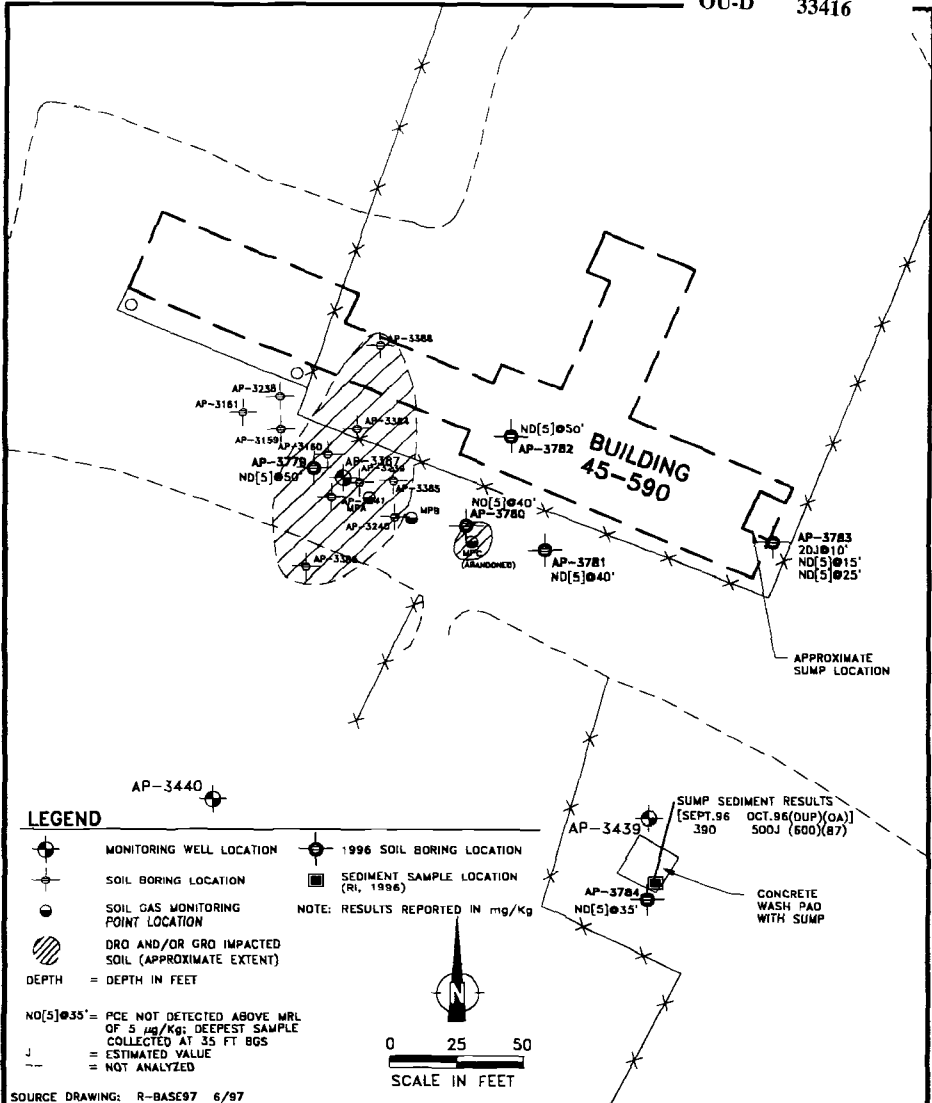 OU-D 33416
AP-3388
AP-3238
AP-3161
AP-3159
AP-3384
AP-3160
AP-3779
ND[5]@50'
AP-3387
AP-3239
AP-3385
AP-3241
MPA
MPB
AP-3240
AP-3386
ND[5]@50'
AP-3782
BUILDING
45-590
ND[5]@40'
AP-3780
MPC
(ABANDONED)
AP-3781
ND[5]@40'
AP-3783
20J@10'
ND[5]@15'
ND[5]@25'
APPROXIMATE
SUMP LOCATION
AP-3440
AP-3439
SUMP SEDIMENT RESULTS
[SEPT.96 OCT.96(DUP)(QA)]
390 500J (600)(87)
AP-3784
ND[5]@35'
CONCRETE
WASH PAD
WITH SUMP
LEGEND
MONITORING WELL LOCATION
1996 SOIL BORING LOCATION
SOIL BORING LOCATION
SEDIMENT SAMPLE LOCATION
(RI, 1996)
SOIL GAS MONITORING
POINT LOCATION
NOTE: RESULTS REPORTED IN mg/Kg
DRO AND/OR GRO IMPACTED
SOIL (APPROXIMATE EXTENT)
DEPTH = DEPTH IN FEET
ND[5]@35' = PCE NOT DETECTED ABOVE MRL
OF 5 µg/Kg; DEEPEST SAMPLE
COLLECTED AT 35 FT BGS
J = ESTIMATED VALUE
-- = NOT ANALYZED
N
0 25 50
SCALE IN FEET
SOURCE DRAWING: R-BASE97 6/97